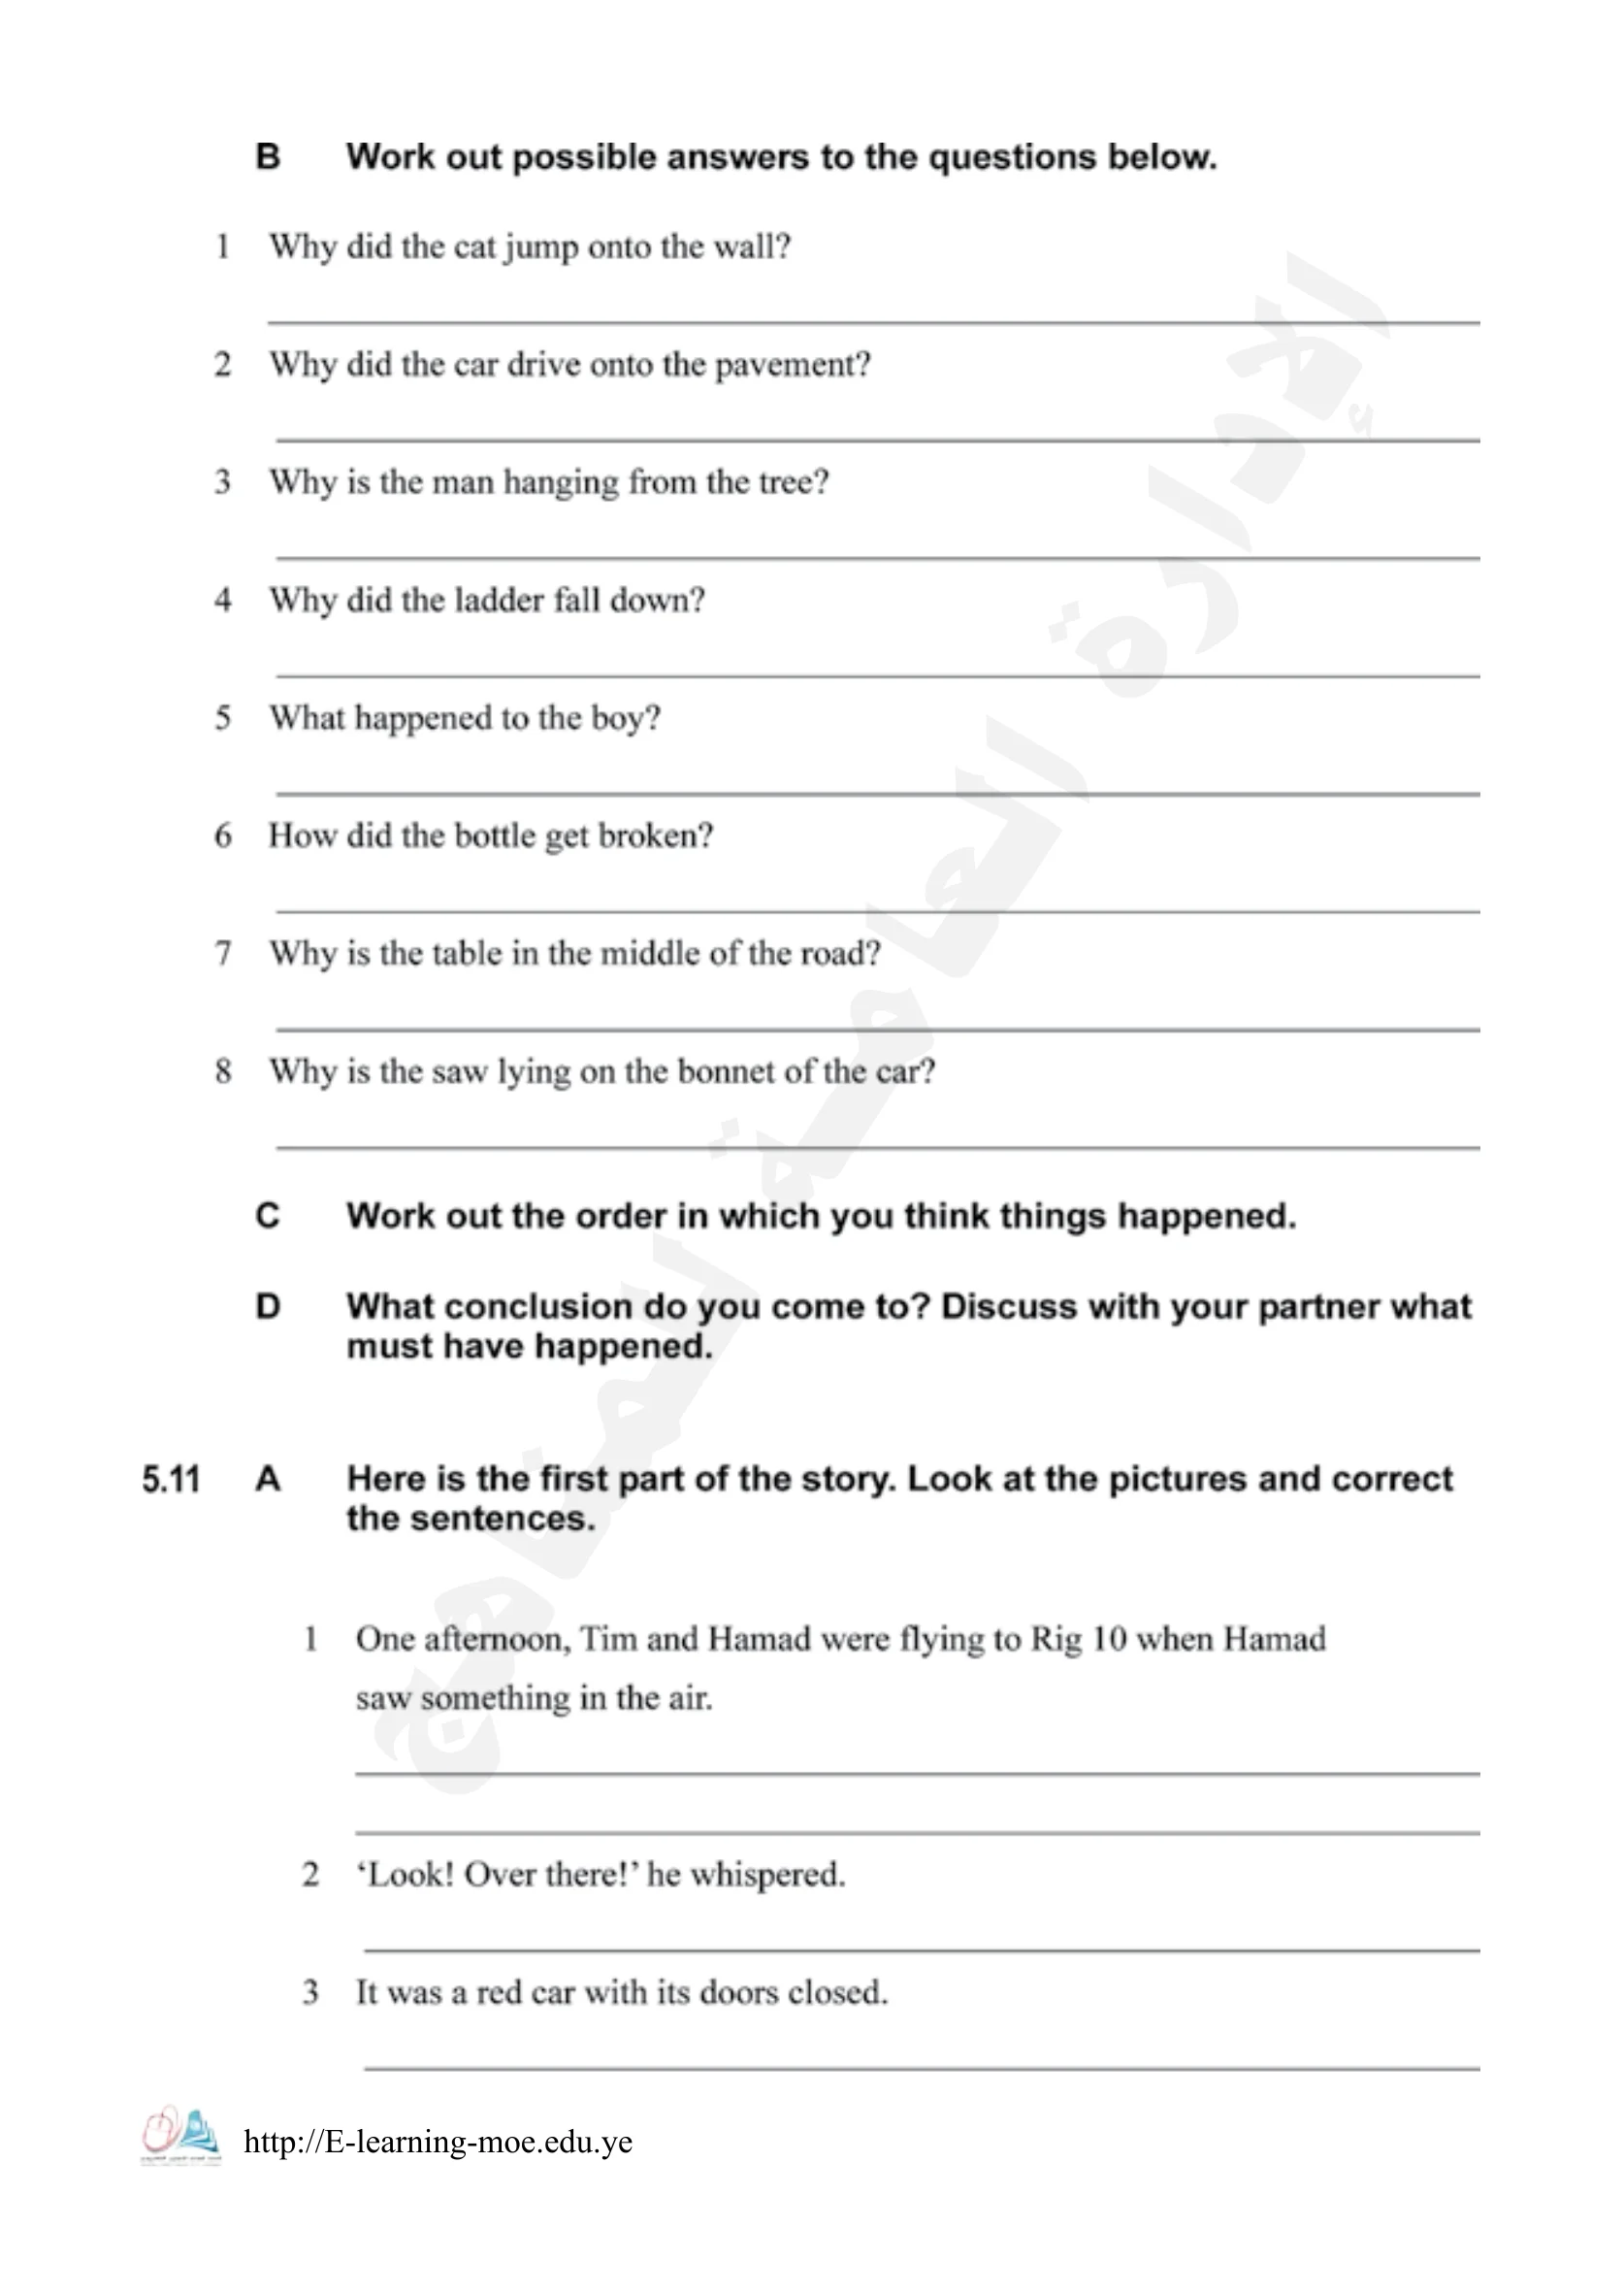 B Work out possible answers to the questions below.
1 Why did the cat jump onto the wall?
2 Why did the car drive onto the pavement?
3 Why is the man hanging from the tree?
4 Why did the ladder fall down?
5 What happened to the boy?
6 How did the bottle get broken?
7 Why is the table in the middle of the road?
8 Why is the saw lying on the bonnet of the car?
C Work out the order in which you think things happened.
D What conclusion do you come to? Discuss with your partner what
must have happened.
5.11 A Here is the first part of the story. Look at the pictures and correct
the sentences.
1 One afternoon, Tim and Hamad were flying to Rig 10 when Hamad
saw something in the air.
2 ‘Look! Over there!’ he whispered.
3 It was a red car with its doors closed.
http://E-learning-moe.edu.ye
الإدارة العامة للمناهج